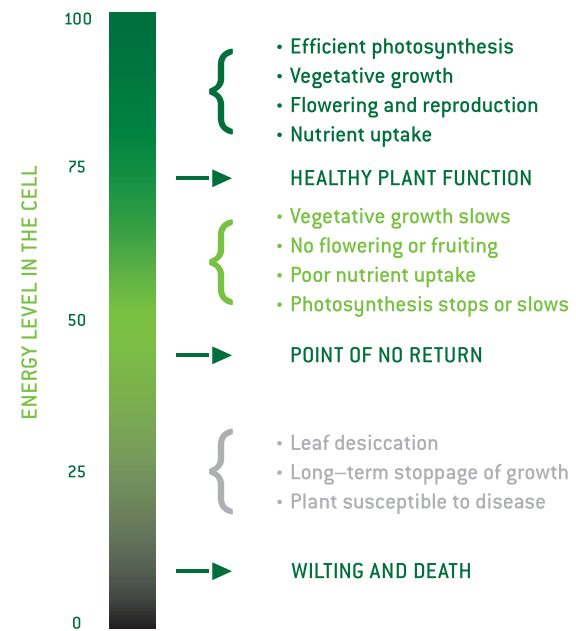 100
• Efficient photosynthesis
• Vegetative growth
• Flowering and reproduction
• Nutrient uptake
75
HEALTHY PLANT FUNCTION
ENERGY LEVEL IN THE CELL
• Vegetative growth slows
• No flowering or fruiting
• Poor nutrient uptake
• Photosynthesis stops or slows
50
POINT OF NO RETURN
• Leaf desiccation
25
• Long–term stoppage of growth
• Plant susceptible to disease
WILTING AND DEATH
0